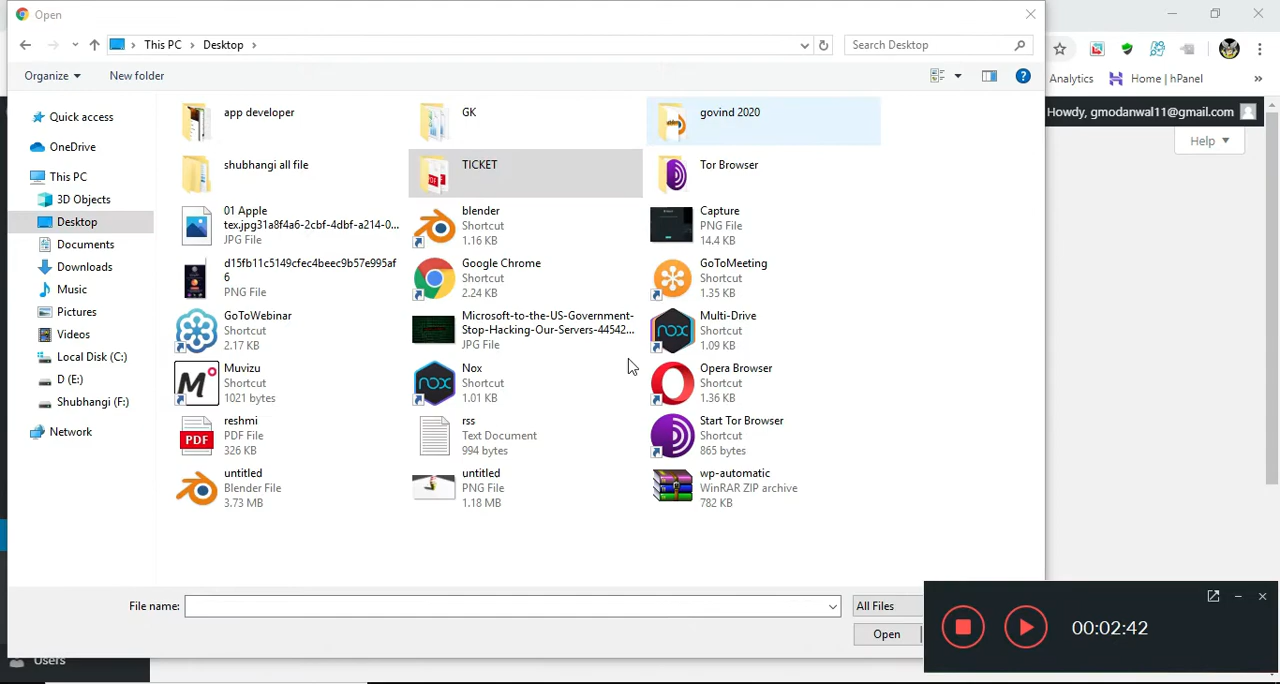 Open
This PC
Desktop
Search Desktop
Organize
New folder
Analytics
Home | hPanel
»
Howdy, gmodanwal11@gmail.com
Help
Quick access
OneDrive
This PC
3D Objects
Desktop
Documents
Downloads
Music
Pictures
Videos
Local Disk (C:)
D (E:)
Shubhangi (F:)
Network
app developer
GK
govind 2020
shubhangi all file
TICKET
Tor Browser
01 Apple
tex.jpg31a8f4a6-2cbf-4dbf-a214-0...
JPG File
blender
Shortcut
1.16 KB
Capture
PNG File
14.4 KB
d15fb11c5149cfec4beec9b57e995af
6
PNG File
Google Chrome
Shortcut
2.24 KB
GoToMeeting
Shortcut
1.35 KB
GoToWebinar
Shortcut
2.17 KB
Microsoft-to-the-US-Government-
Stop-Hacking-Our-Servers-44542...
JPG File
Multi-Drive
Shortcut
1.09 KB
nox
Muvizu
Shortcut
1021 bytes
M
Nox
Shortcut
1.01 KB
nox
Opera Browser
Shortcut
1.36 KB
reshmi
PDF File
326 KB
PDF
rss
Text Document
994 bytes
Start Tor Browser
Shortcut
865 bytes
untitled
Blender File
3.73 MB
untitled
PNG File
1.18 MB
wp-automatic
WinRAR ZIP archive
782 KB
File name:
All Files
Open
00:02:42
Users